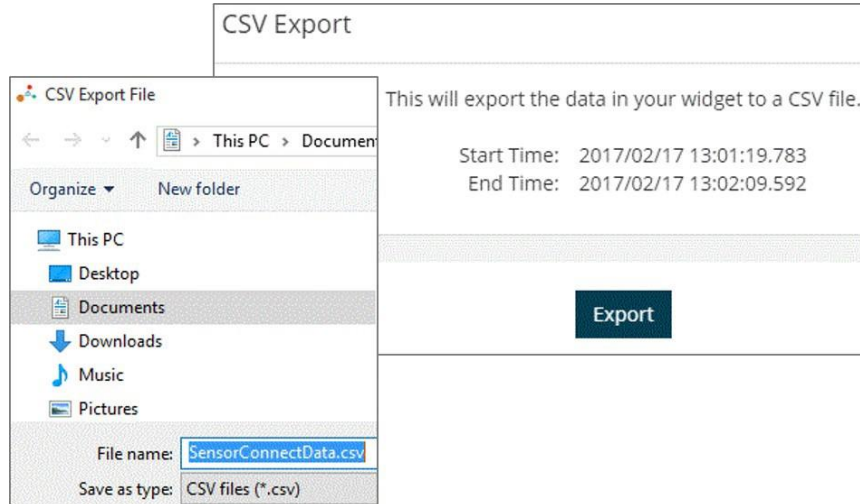 CSV Export
This will export the data in your widget to a CSV file.
Start Time: 2017/02/17 13:01:19.783
End Time: 2017/02/17 13:02:09.592
Export
CSV Export File
This PC > Documen
Organize New folder
This PC
Desktop
Documents
Downloads
Music
Pictures
File name: SensorConnectData.csv
Save as type: CSV files (*.csv)